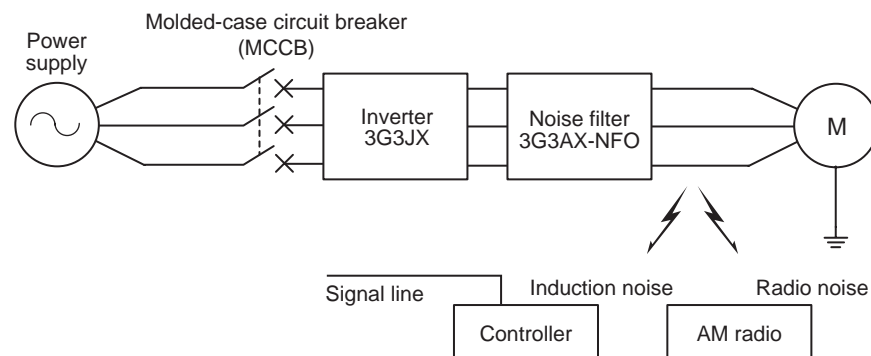 Molded-case circuit breaker
(MCCB)
Power
supply
Inverter
3G3JX
Noise filter
3G3AX-NFO
M
Signal line
Induction noise
Radio noise
Controller
AM radio